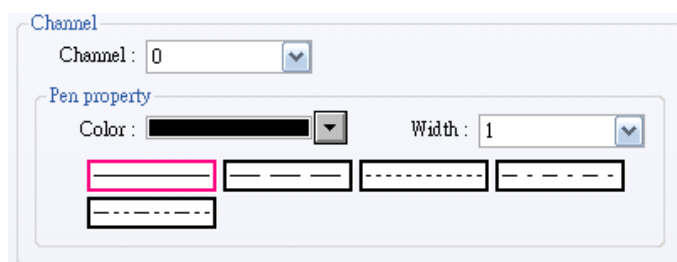 Channel
Channel : 0
Pen property
Color : Width : 1